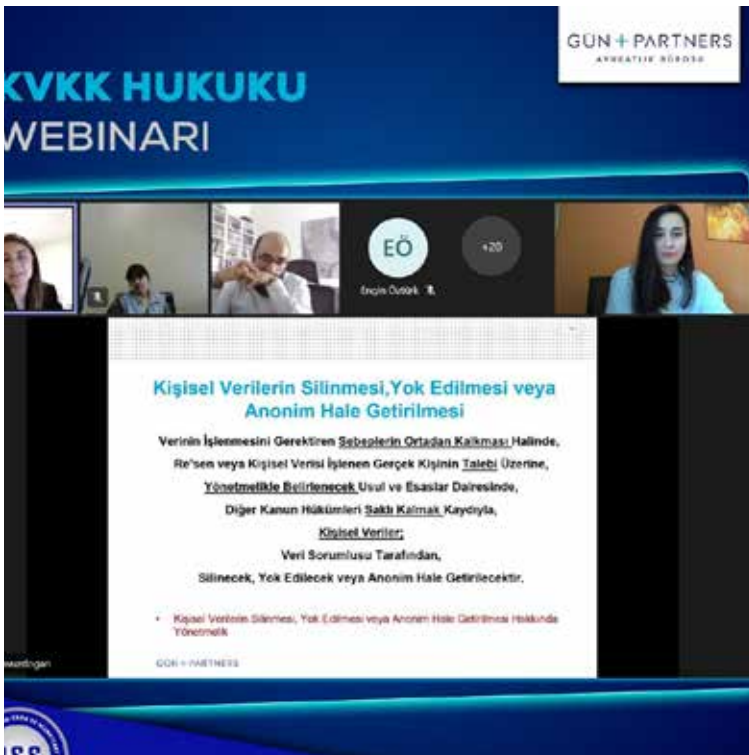 GÜN + PARTNERS
AVUKATLIK BÜROSU
KVKK HUKUKU
WEBINARI
EÖ
+20
Engin Öztürk
Kişisel Verilerin Silinmesi,Yok Edilmesi veya
Anonim Hale Getirilmesi
Verinin İşlenmesini Gerektiren Sebeplerin Ortadan Kalkması Halinde,
Re'sen veya Kişisel Verisi İşlenen Gerçek Kişinin Talebi Üzerine,
Yönetmelikle Belirlenecek Usul ve Esaslar Dairesinde,
Diğer Kanun Hükümleri Saklı Kalmak Kaydıyla,
Kişisel Veriler;
Veri Sorumlusu Tarafından,
Silinecek, Yok Edilecek veya Anonim Hale Getirilecektir.
• Kişisel Verilerin Silinmesi, Yok Edilmesi veya Anonim Hale Getirilmesi Hakkında
Yönetmelik
GÜN + PARTNERS